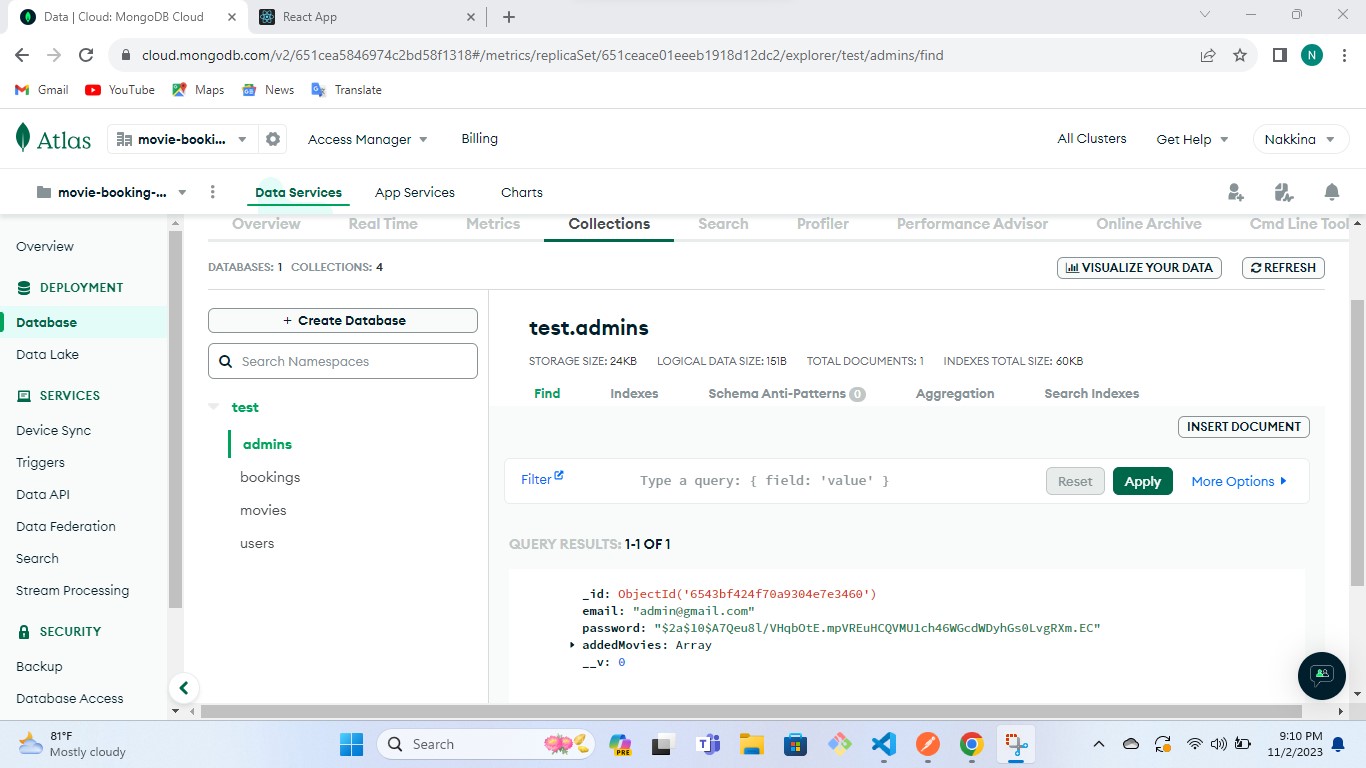 Data | Cloud: MongoDB Cloud
React App
cloud.mongodb.com/v2/651cea5846974c2bd58f1318#/metrics/replicaSet/651ceace01eeeb1918d12dc2/explorer/test/admins/find
N
Gmail YouTube Maps News Translate
Atlas movie-booki... Access Manager Billing All Clusters Get Help Nakkina
movie-booking-... Data Services App Services Charts
Overview Real Time Metrics Collections Search Profiler Performance Advisor Online Archive Cmd Line Tool
Overview
DEPLOYMENT
Database
Data Lake
SERVICES
Device Sync
Triggers
Data API
Data Federation
Search
Stream Processing
SECURITY
Backup
Database Access
DATABASES: 1 COLLECTIONS: 4
VISUALIZE YOUR DATA
REFRESH
+ Create Database
Search Namespaces
test
admins
bookings
movies
users
test.admins
STORAGE SIZE: 24KB LOGICAL DATA SIZE: 151B TOTAL DOCUMENTS: 1 INDEXES TOTAL SIZE: 60KB
Find Indexes Schema Anti-Patterns 0 Aggregation Search Indexes
INSERT DOCUMENT
Filter Type a query: { field: 'value' } Reset Apply More Options
QUERY RESULTS: 1-1 OF 1
_id: ObjectId('6543bf424f70a9304e7e3460')
email: "admin@gmail.com"
password: "$2a$10$A7Qeu8l/VHqbOtE.mpVREuHCQVMU1ch46WGcdWDyhGs0LvgRXm.EC"
addedMovies: Array
__v: 0
81°F
Mostly cloudy
Search
PRE
9:10 PM
11/2/2023